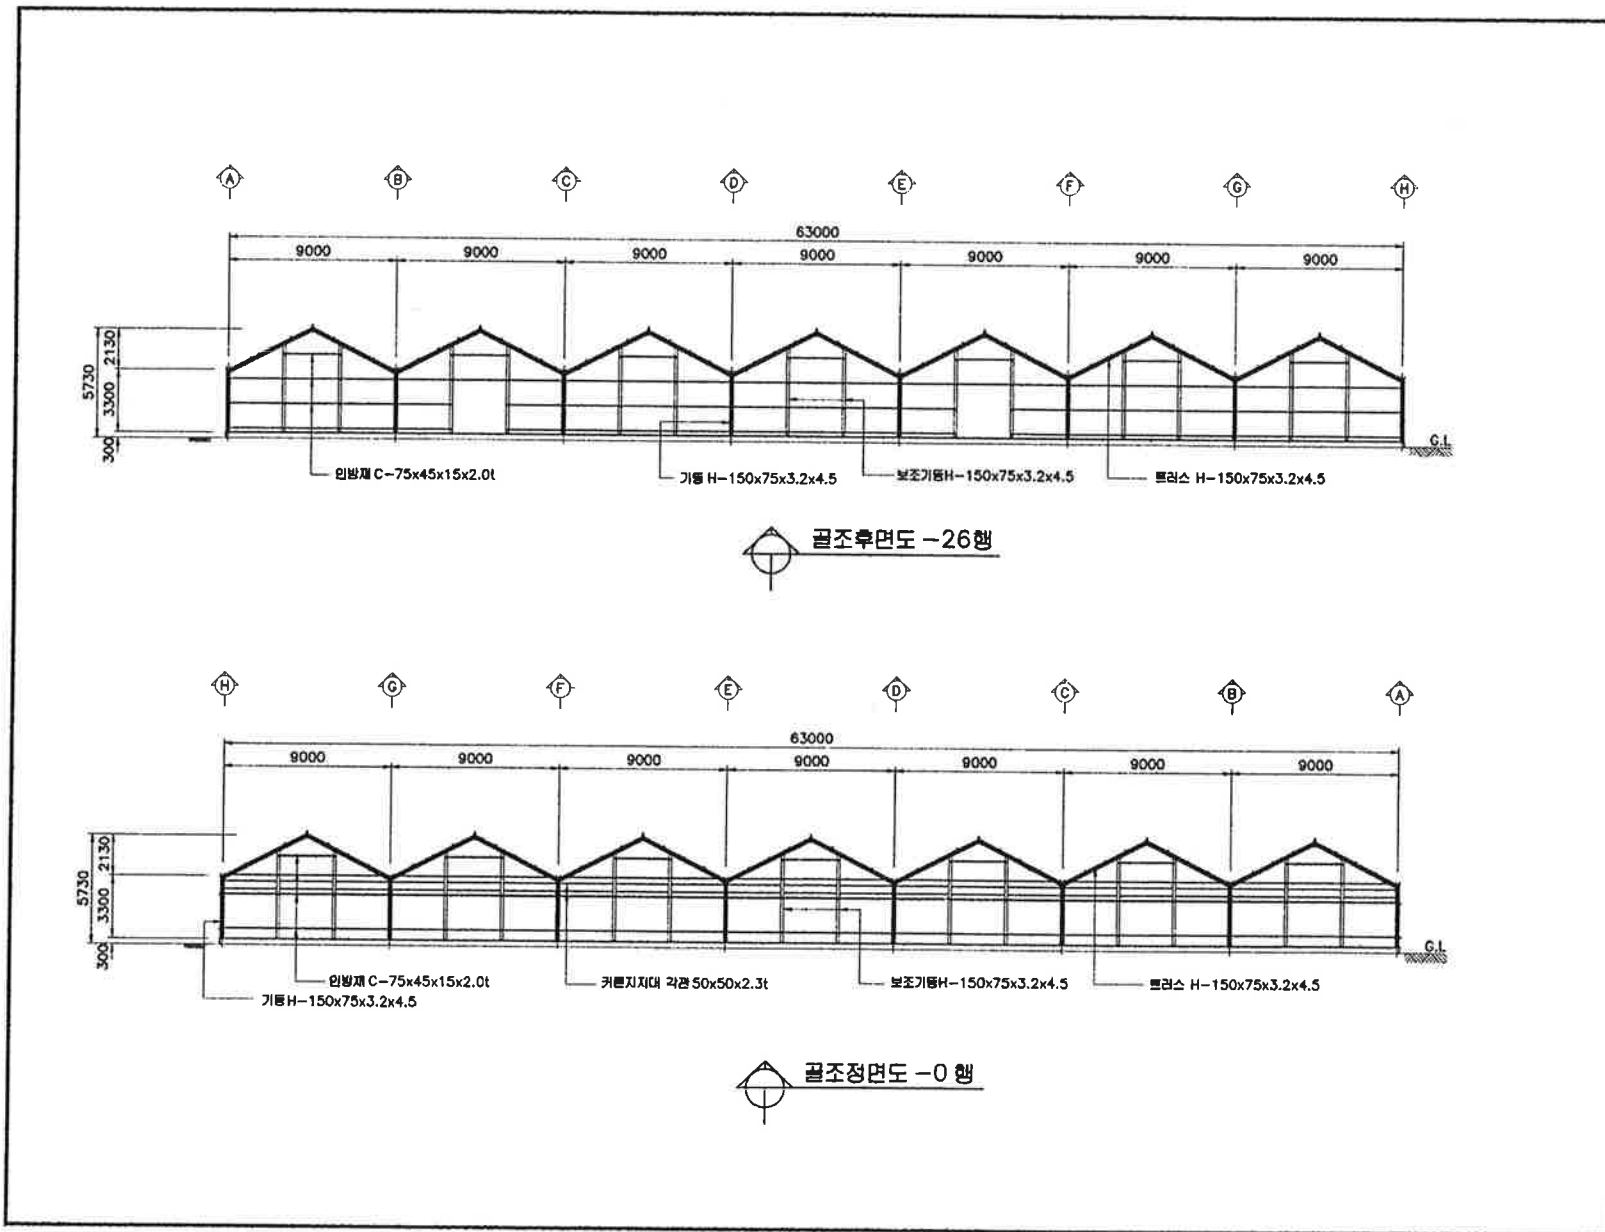 A B C D E F G H
63000
9000 9000 9000 9000 9000 9000 9000
5730
2130
3300
300
G.L
인방재 C-75x45x15x2.0t
기둥 H-150x75x3.2x4.5
보조기둥H-150x75x3.2x4.5
트러스 H-150x75x3.2x4.5
골조후면도 -26행
H G F E D C B A
63000
9000 9000 9000 9000 9000 9000 9000
5730
2130
3300
300
G.L
인방재 C-75x45x15x2.0t
커튼지지대 각관 50x50x2.3t
보조기둥H-150x75x3.2x4.5
트러스 H-150x75x3.2x4.5
기둥 H-150x75x3.2x4.5
골조정면도 -0 행